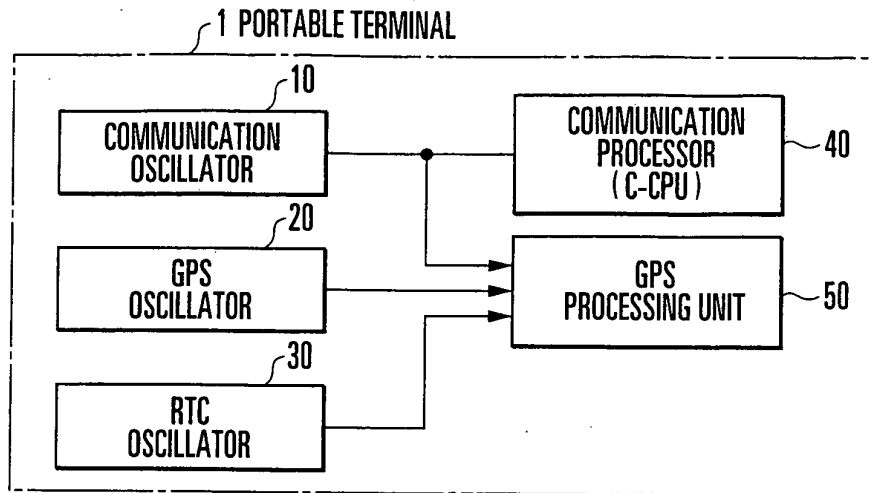 1 PORTABLE TERMINAL
10
COMMUNICATION
OSCILLATOR
COMMUNICATION
PROCESSOR
(C-CPU)
40
20
GPS
OSCILLATOR
GPS
PROCESSING UNIT
50
30
RTC
OSCILLATOR